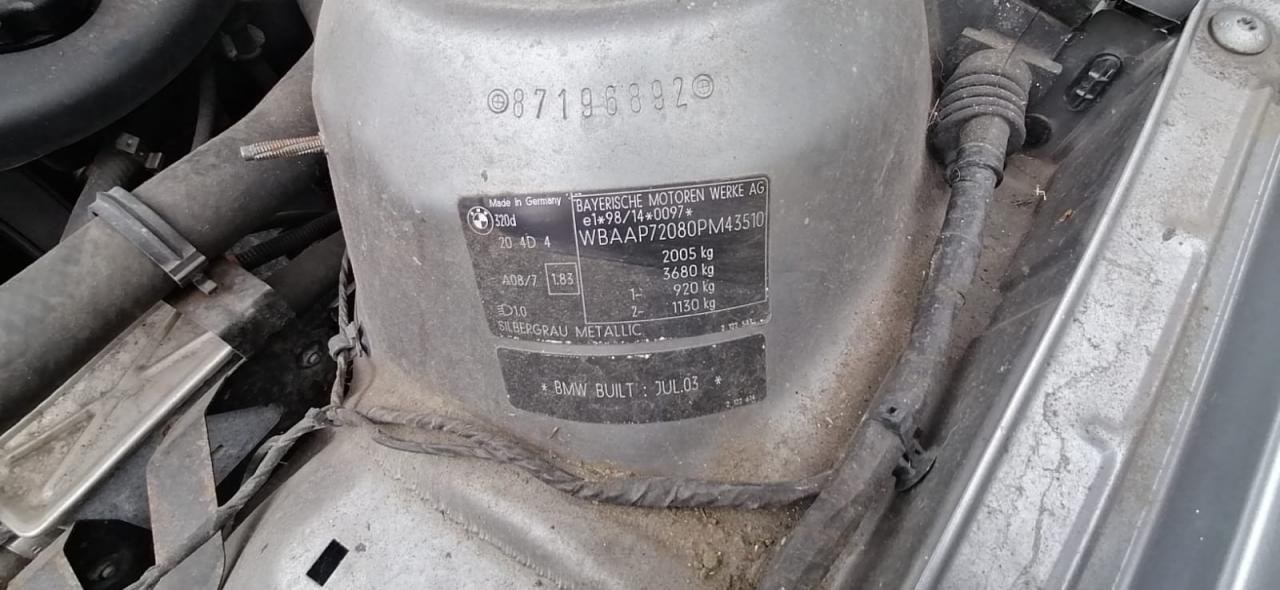 87196892
Made in Germany
BAYERISCHE MOTOREN WERKE AG
320d
e1*98/14*0097*
20 4D 4
WBAAP72080PM43510
2005 kg
3680 kg
A08/7 1.83
1- 920 kg
1.0
2- 1130 kg
SILBERGRAU METALLIC
* BMW BUILT : JUL.03 *